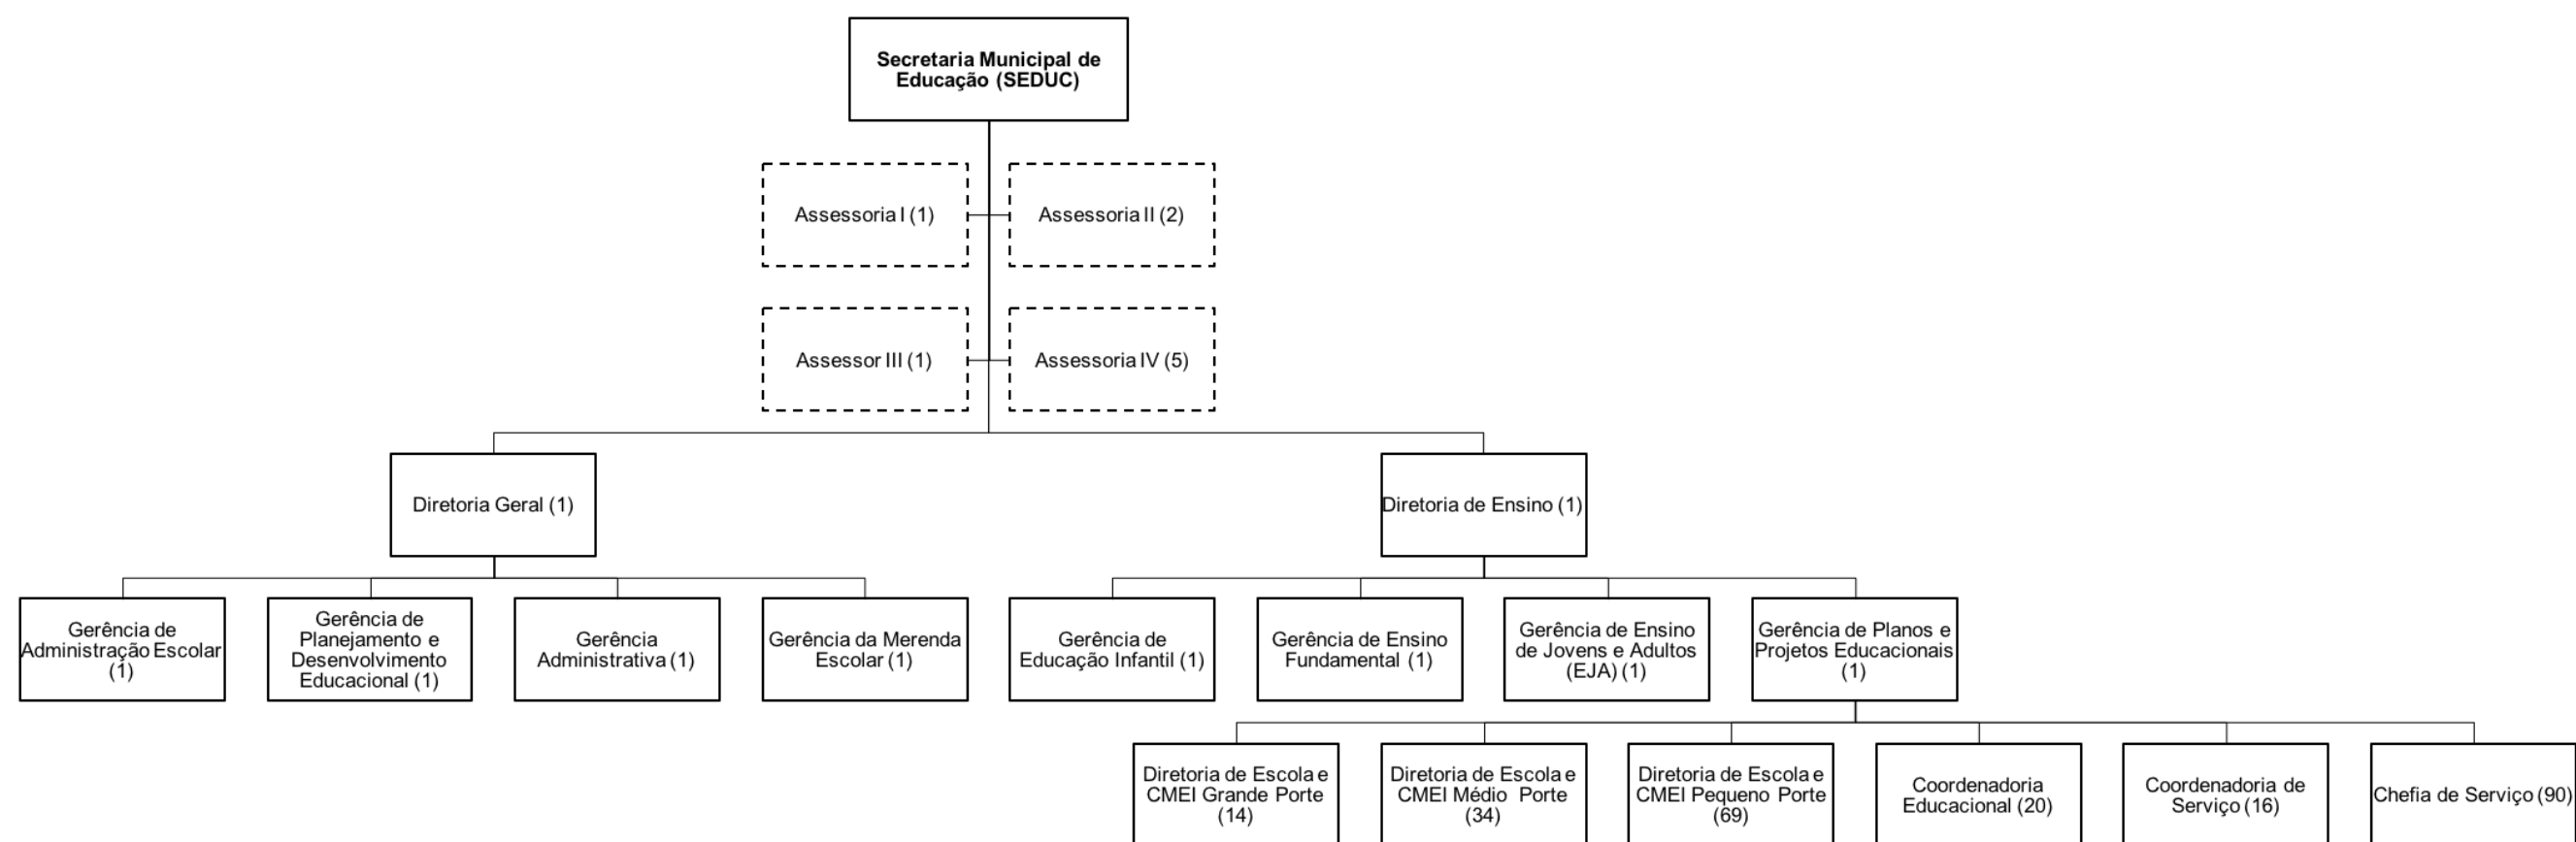 Secretaria Municipal de
Educação (SEDUC)
Assessoria I (1)
Assessoria II (2)
Assessor III (1)
Assessoria IV (5)
Diretoria Geral (1)
Diretoria de Ensino (1)
Gerência de
Administração Escolar
(1)
Gerência de
Planejamento e
Desenvolvimento
Educacional (1)
Gerência
Administrativa (1)
Gerência da Merenda
Escolar (1)
Gerência de
Educação Infantil (1)
Gerência de Ensino
Fundamental (1)
Gerência de Ensino
de Jovens e Adultos
(EJA) (1)
Gerência de Planos e
Projetos Educacionais
(1)
Diretoria de Escola e
CMEI Grande Porte
(14)
Diretoria de Escola e
CMEI Médio Porte
(34)
Diretoria de Escola e
CMEI Pequeno Porte
(69)
Coordenadoria
Educacional (20)
Coordenadoria de
Serviço (16)
Chefia de Serviço (90)